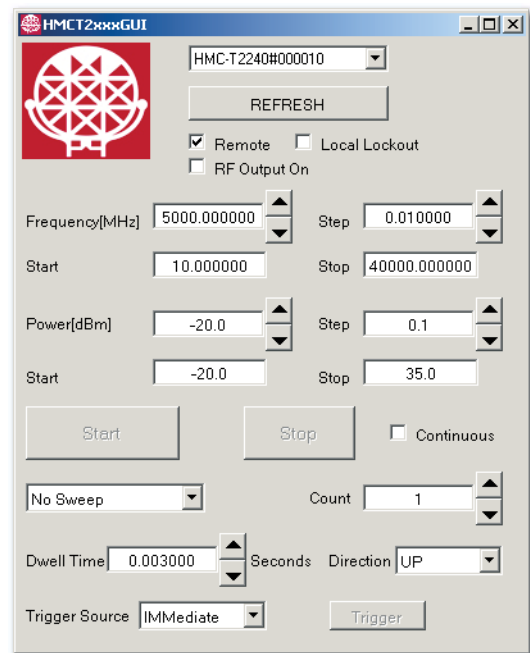 HMCT2xxxGUI
HMC-T2240#000010
REFRESH
Remote Local Lockout
RF Output On
Frequency[MHz] 5000.000000 Step 0.010000
Start 10.000000 Stop 40000.000000
Power[dBm] -20.0 Step 0.1
Start -20.0 Stop 35.0
Start Stop Continuous
No Sweep Count 1
Dwell Time 0.003000 Seconds Direction UP
Trigger Source IMMediate Trigger